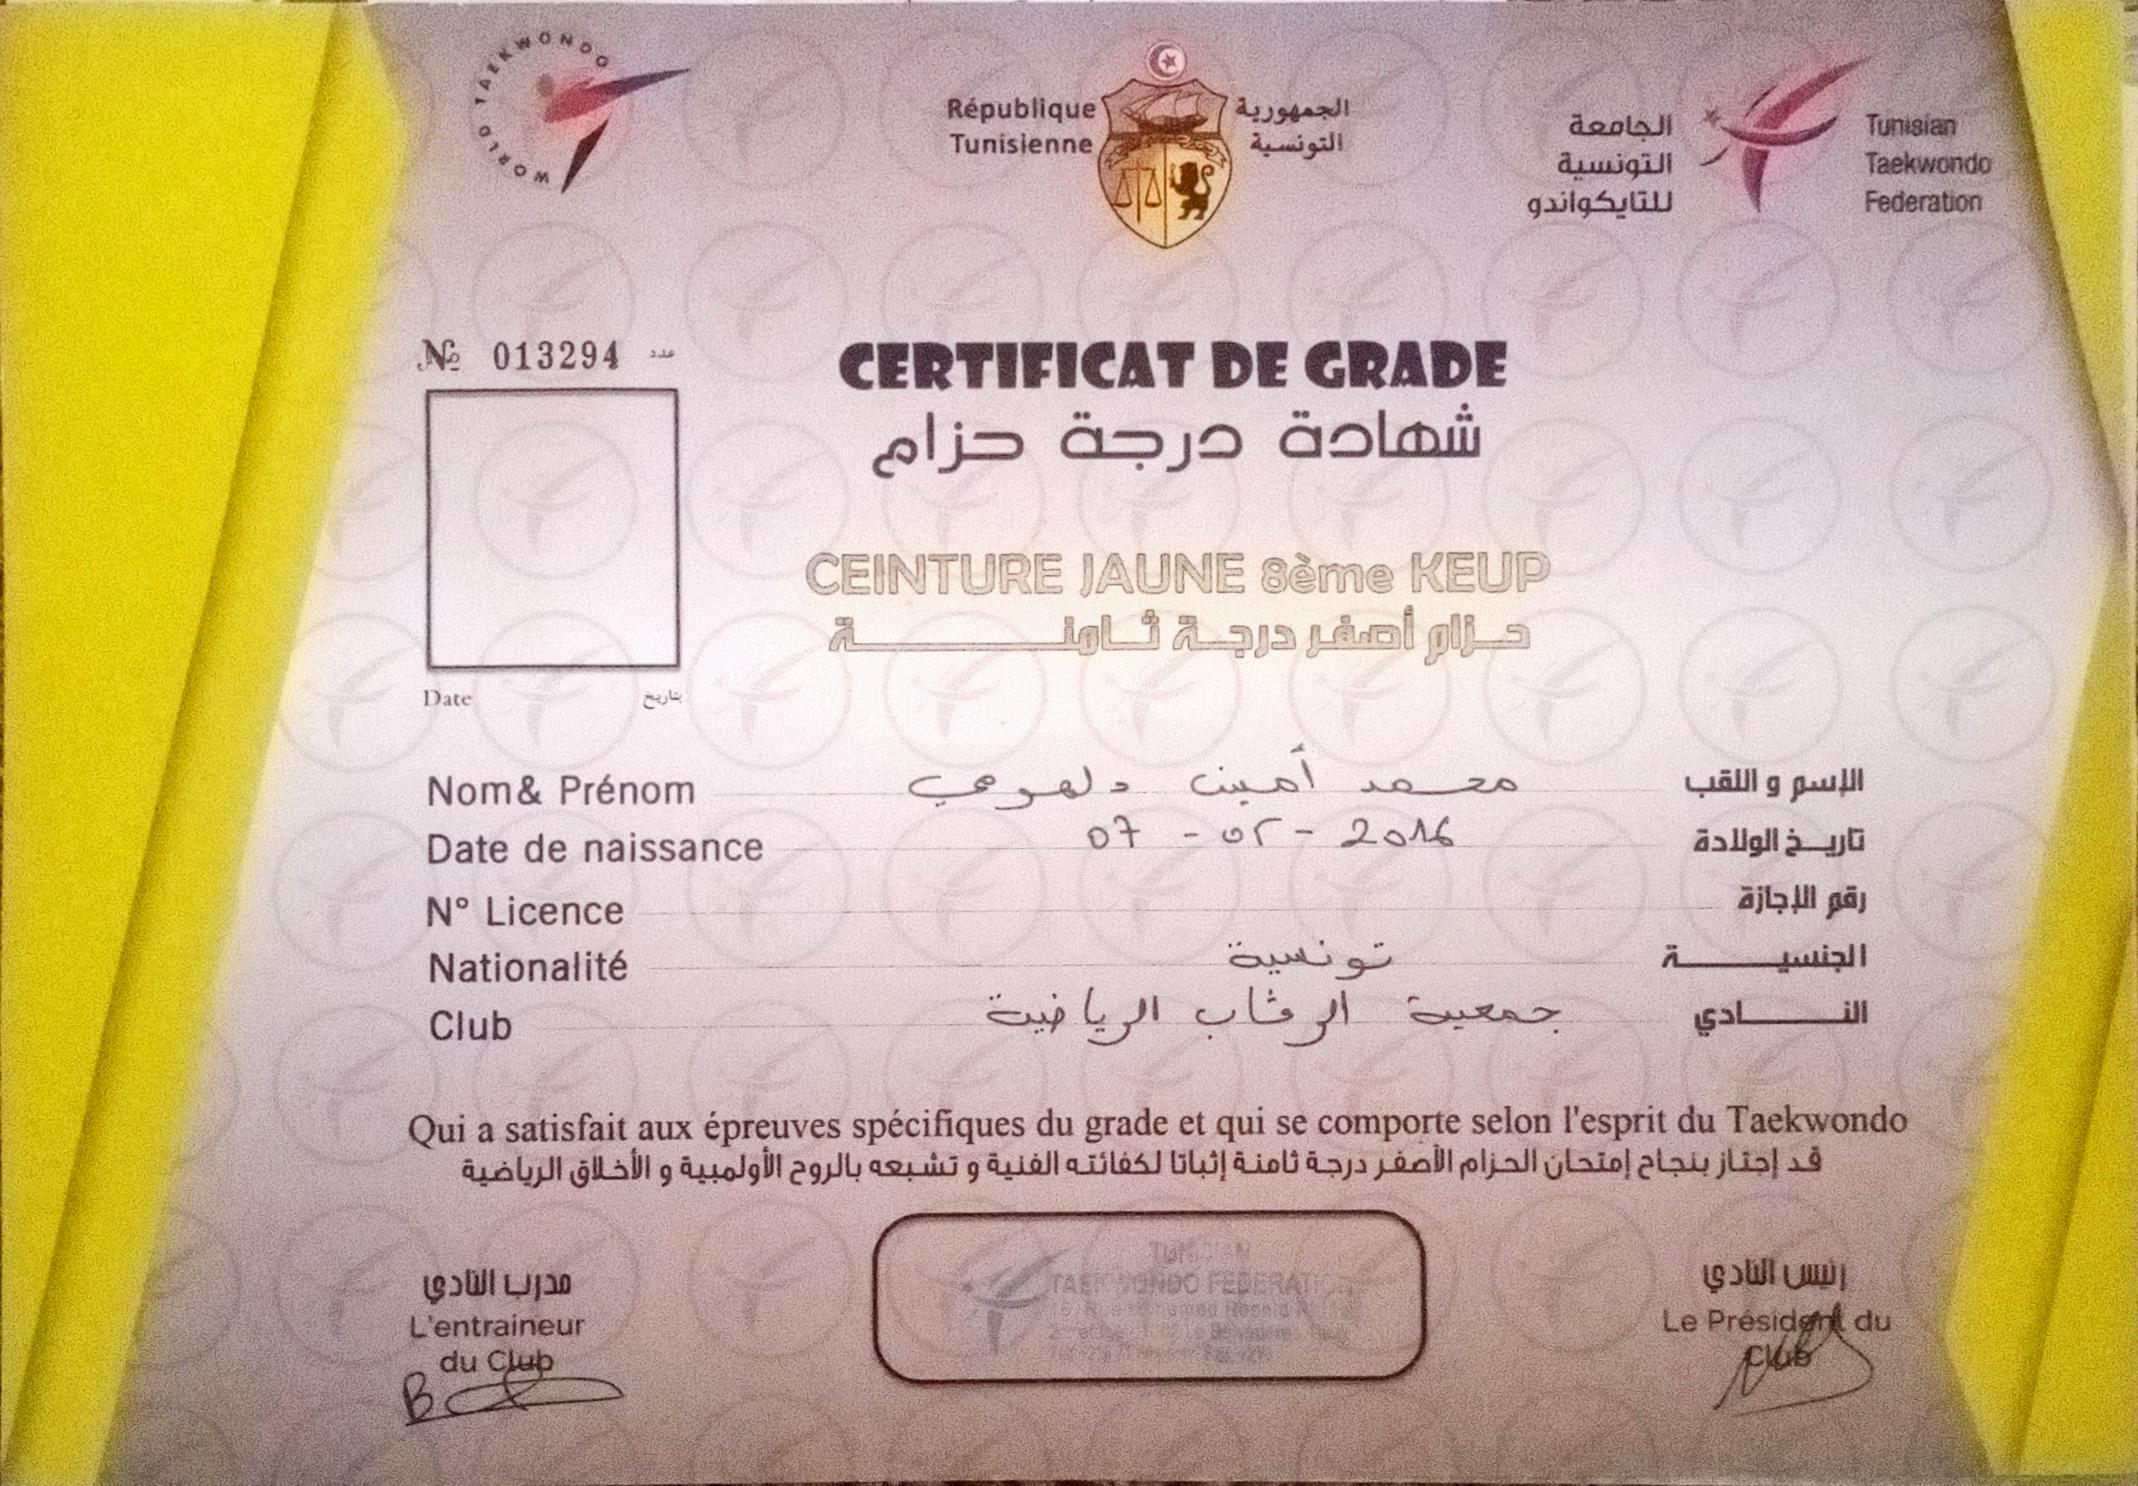 WORLD TAEKWONDO
République Tunisienne
الجمهورية التونسية
الجامعة التونسية للتايكواندو
Tunisian Taekwondo Federation
№ 013294 عدد
CERTIFICAT DE GRADE
شهادة درجة حزام
CEINTURE JAUNE 8ème KEUP
حزام أصفر درجة ثامنة
Date بتاريخ
Nom& Prénom محمد أمين دلهومي الإسم و اللقب
Date de naissance 07 - 02 - 2016 تاريخ الولادة
N° Licence رقم الإجازة
Nationalité تونسية الجنسية
Club جمعية الرقاب الرياضية النادي
Qui a satisfait aux épreuves spécifiques du grade et qui se comporte selon l'esprit du Taekwondo
قد إجتاز بنجاح إمتحان الحزام الأصفر درجة ثامنة إثباتا لكفائته الفنية و تشبعه بالروح الأولمبية و الأخلاق الرياضية
مدرب النادي
L'entraineur
du Club
TUNISIAN
TAEKWONDO FEDERATION
رئيس النادي
Le Président du
Club